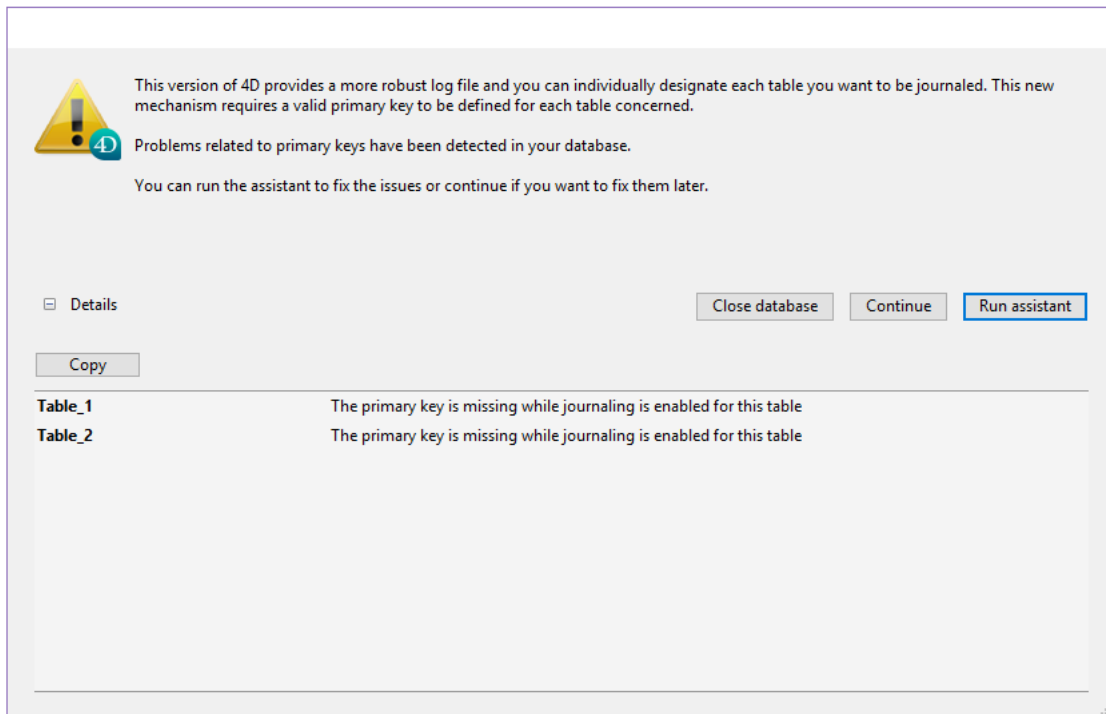 This version of 4D provides a more robust log file and you can individually designate each table you want to be journaled. This new
mechanism requires a valid primary key to be defined for each table concerned.
Problems related to primary keys have been detected in your database.
You can run the assistant to fix the issues or continue if you want to fix them later.
4D
Details
Close database
Continue
Run assistant
Copy
Table_1 The primary key is missing while journaling is enabled for this table
Table_2 The primary key is missing while journaling is enabled for this table